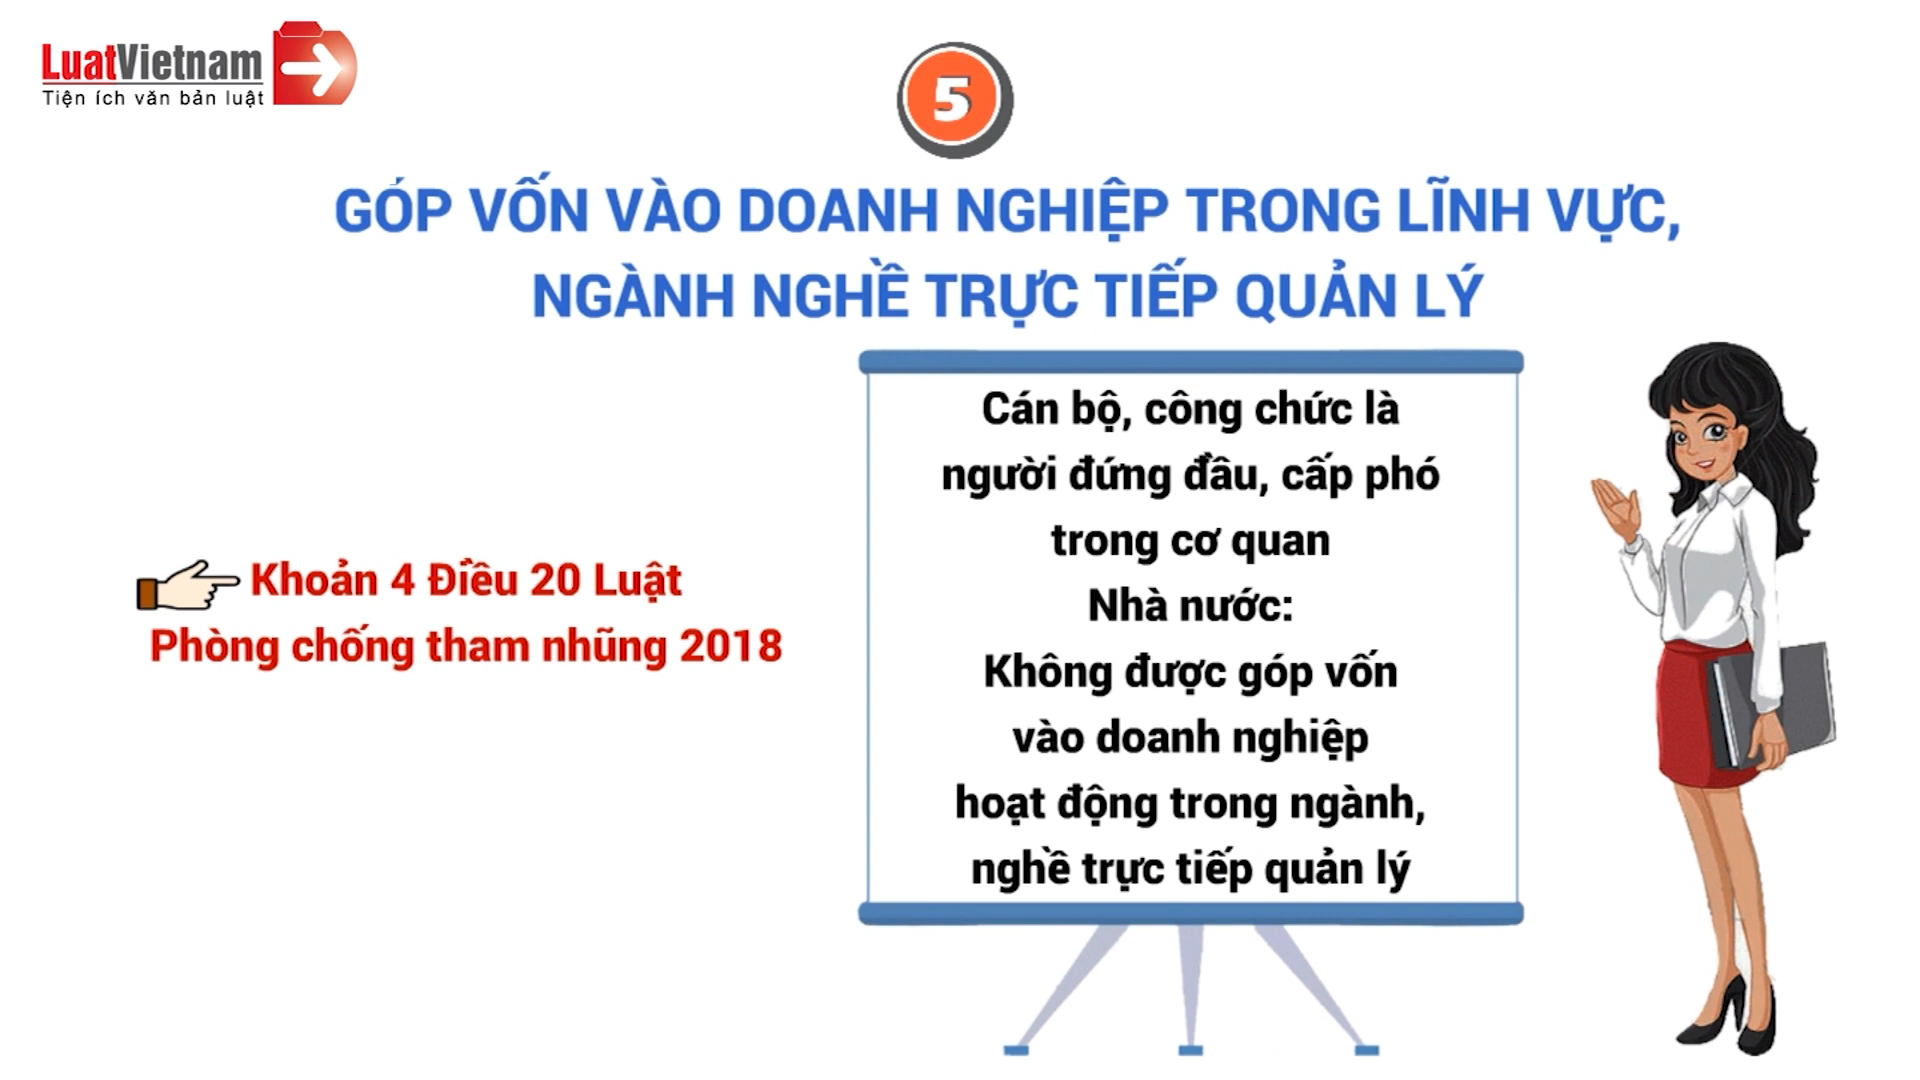 LuatVietnam
Tiện ích văn bản luật
5
GÓP VỐN VÀO DOANH NGHIỆP TRONG LĨNH VỰC,
NGÀNH NGHỀ TRỰC TIẾP QUẢN LÝ
Khoản 4 Điều 20 Luật
Phòng chống tham nhũng 2018
Cán bộ, công chức là
người đứng đầu, cấp phó
trong cơ quan
Nhà nước:
Không được góp vốn
vào doanh nghiệp
hoạt động trong ngành,
nghề trực tiếp quản lý